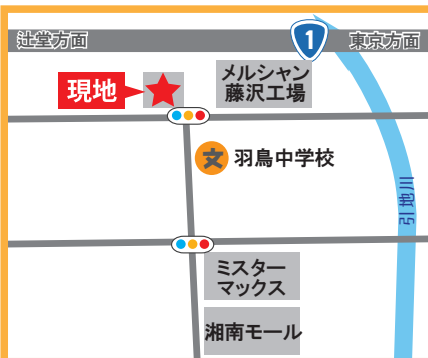 辻堂方面
1
東京方面
現地
メルシャン
藤沢工場
文
羽鳥中学校
引地川
ミスター
マックス
湘南モール